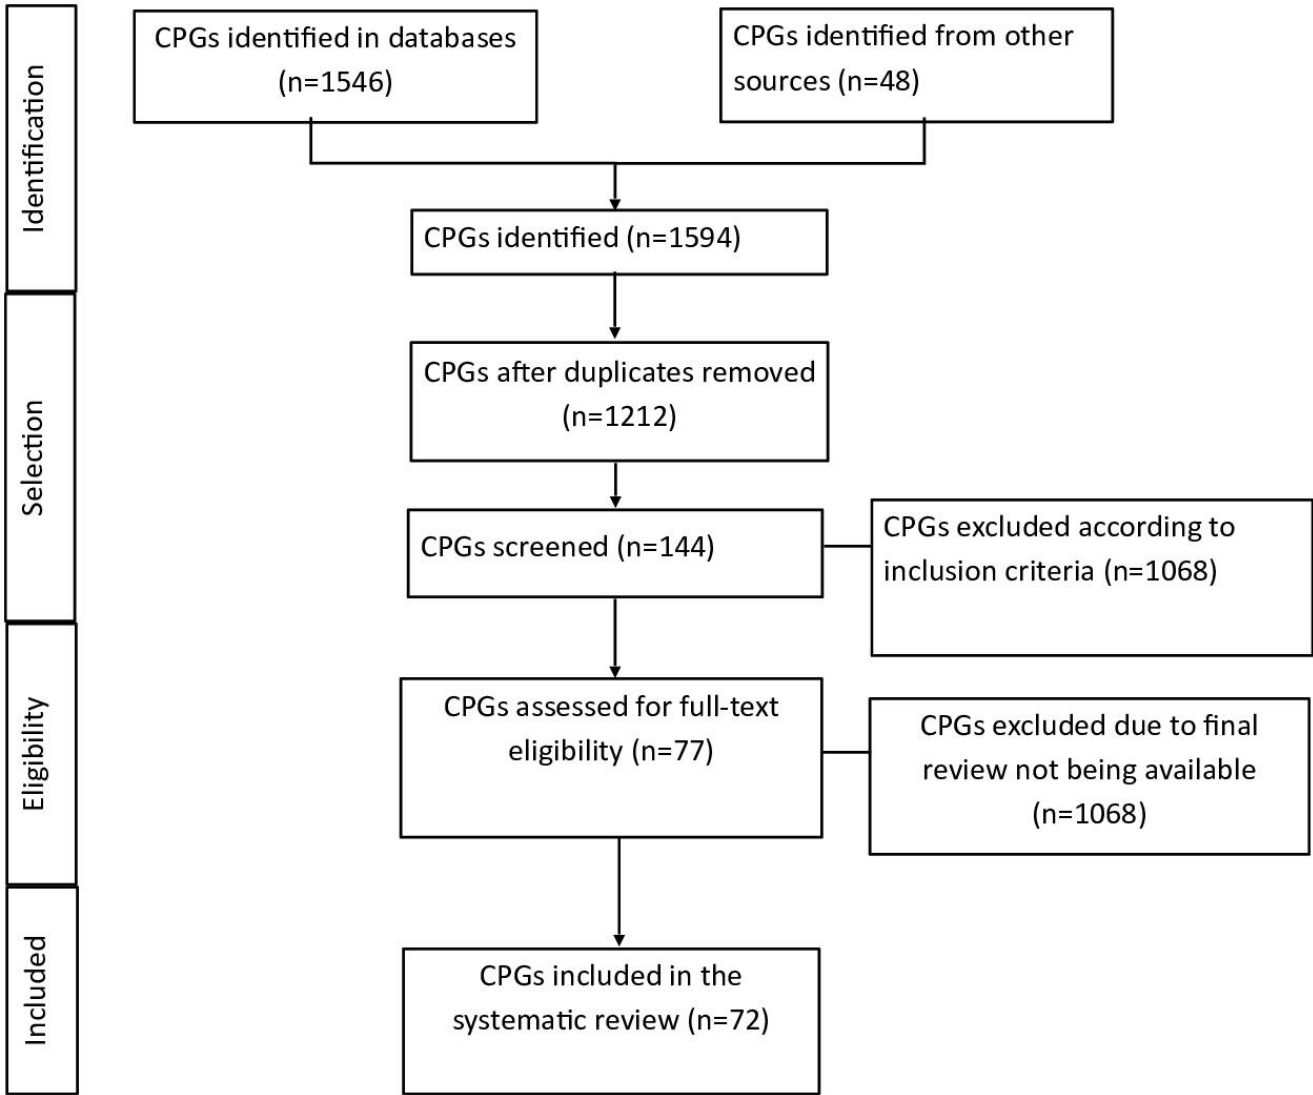 Identification
CPGs identified in databases
(n=1546)
CPGs identified from other
sources (n=48)
CPGs identified (n=1594)
Selection
CPGs after duplicates removed
(n=1212)
CPGs screened (n=144)
CPGs excluded according to
inclusion criteria (n=1068)
Eligibility
CPGs assessed for full-text
eligibility (n=77)
CPGs excluded due to final
review not being available
(n=1068)
Included
CPGs included in the
systematic review (n=72)